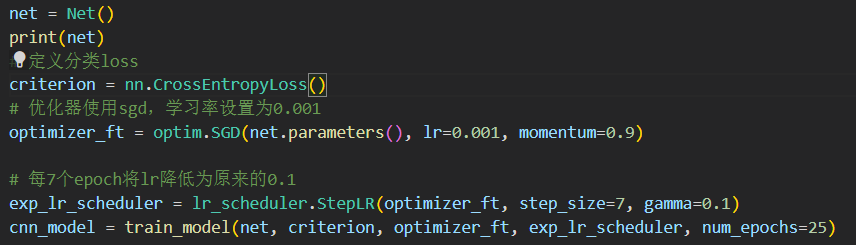 net = Net()
print(net)
定义分类loss
criterion = nn.CrossEntropyLoss()
# 优化器使用sgd，学习率设置为0.001
optimizer_ft = optim.SGD(net.parameters(), lr=0.001, momentum=0.9)
# 每7个epoch将lr降低为原来的0.1
exp_lr_scheduler = lr_scheduler.StepLR(optimizer_ft, step_size=7, gamma=0.1)
cnn_model = train_model(net, criterion, optimizer_ft, exp_lr_scheduler, num_epochs=25)